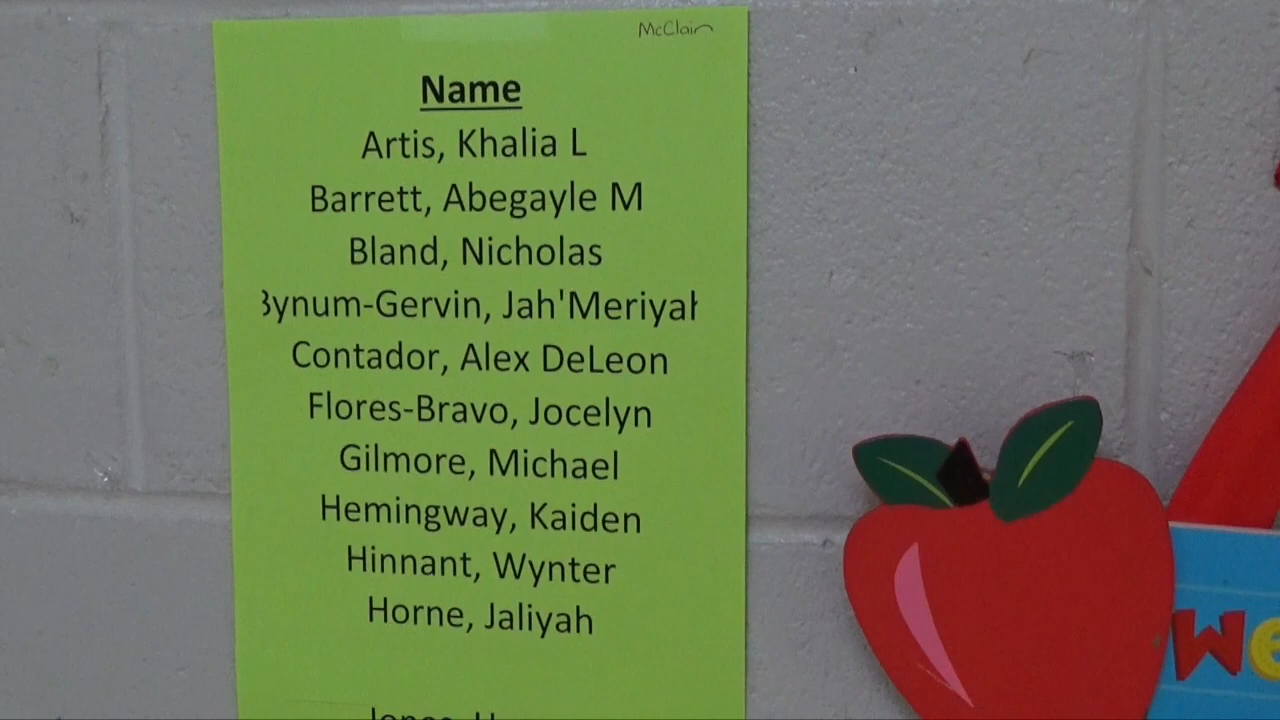 McClain
Name
Artis, Khalia L
Barrett, Abegayle M
Bland, Nicholas
Bynum-Gervin, Jah'Meriyah
Contador, Alex DeLeon
Flores-Bravo, Jocelyn
Gilmore, Michael
Hemingway, Kaiden
Hinnant, Wynter
Horne, Jaliyah
We